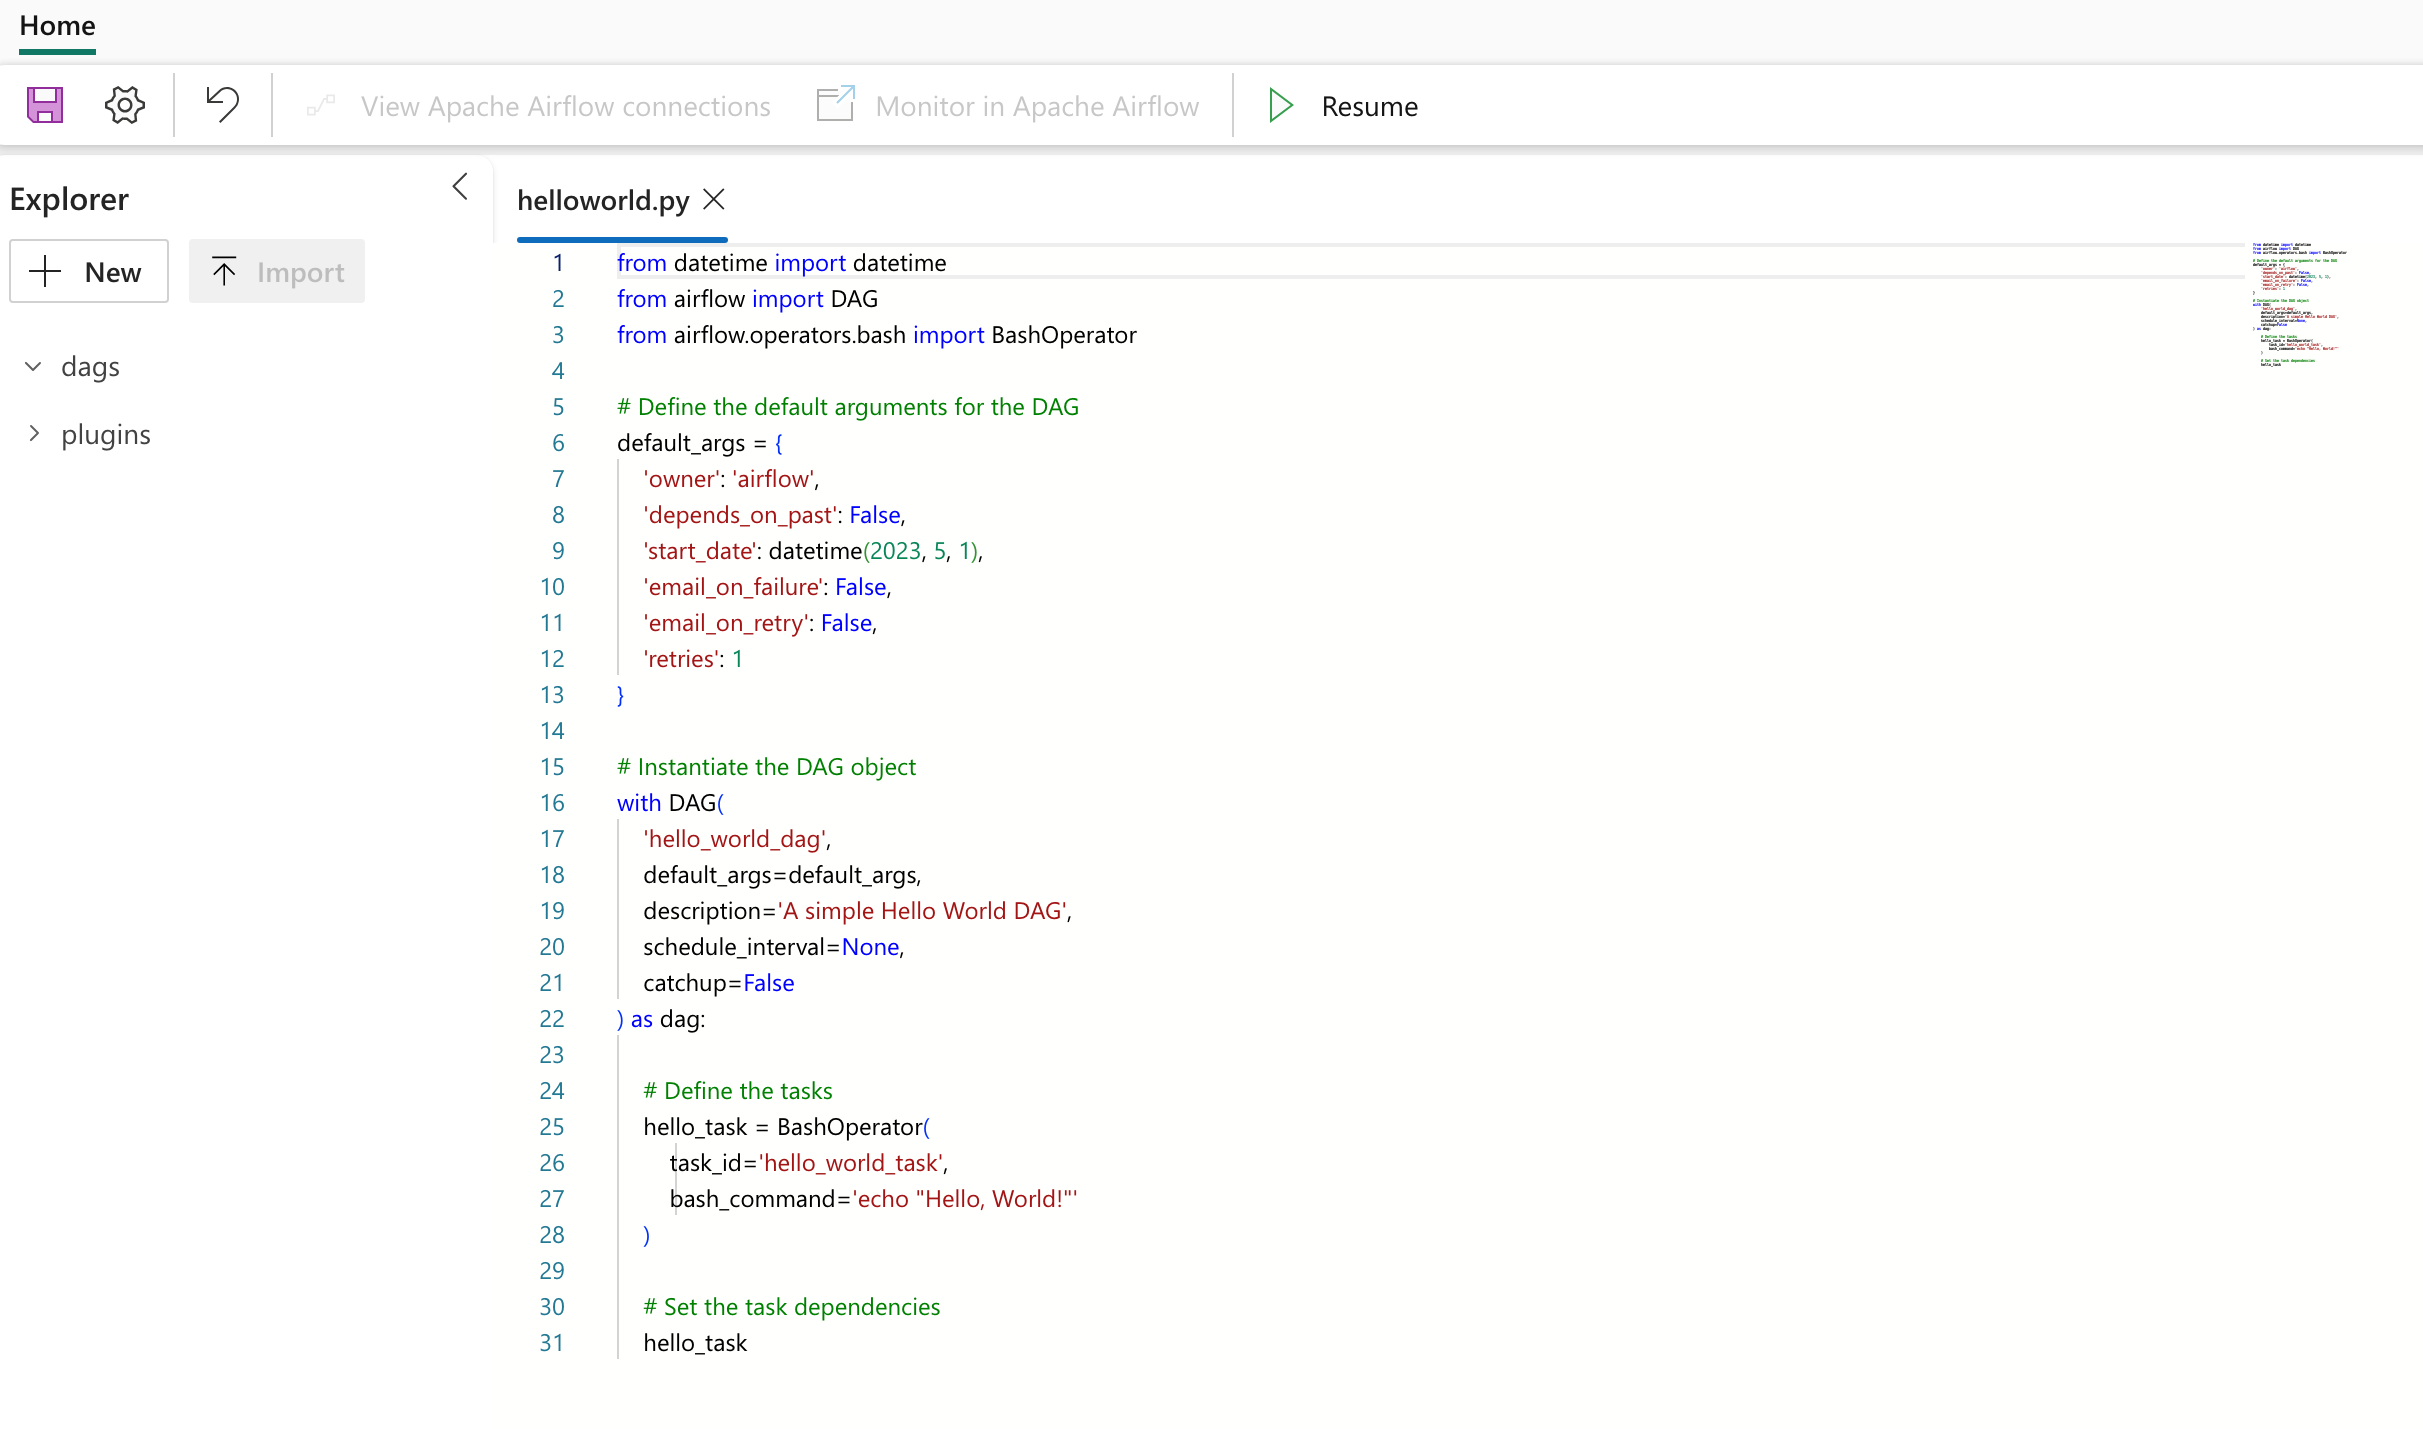 Home
View Apache Airflow connections
Monitor in Apache Airflow
Resume
Explorer
New
Import
dags
plugins
helloworld.py
1 from datetime import datetime
2 from airflow import DAG
3 from airflow.operators.bash import BashOperator
4
5 # Define the default arguments for the DAG
6 default_args = {
7 'owner': 'airflow',
8 'depends_on_past': False,
9 'start_date': datetime(2023, 5, 1),
10 'email_on_failure': False,
11 'email_on_retry': False,
12 'retries': 1
13 }
14
15 # Instantiate the DAG object
16 with DAG(
17 'hello_world_dag',
18 default_args=default_args,
19 description='A simple Hello World DAG',
20 schedule_interval=None,
21 catchup=False
22 ) as dag:
23
24 # Define the tasks
25 hello_task = BashOperator(
26 task_id='hello_world_task',
27 bash_command='echo "Hello, World!"'
28 )
29
30 # Set the task dependencies
31 hello_task